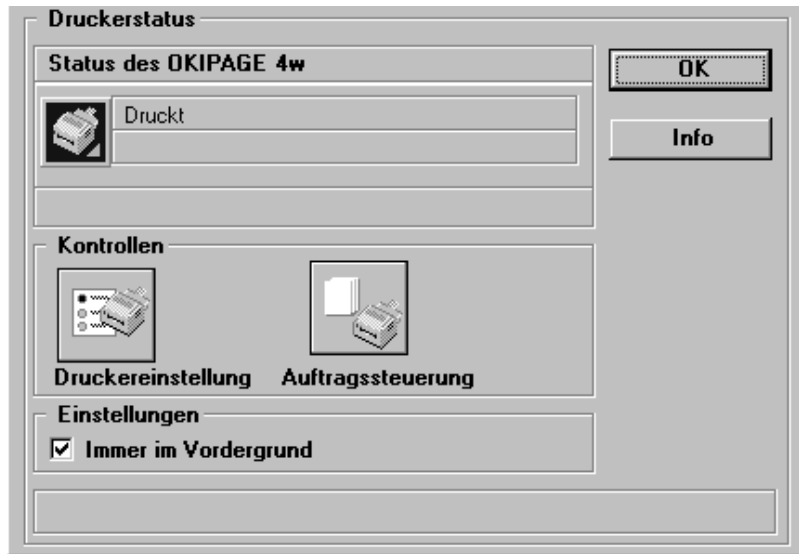 Druckerstatus
Status des OKIPAGE 4w
OK
Druckt
Info
Kontrollen
Druckereinstellung
Auftragssteuerung
Einstellungen
Immer im Vordergrund